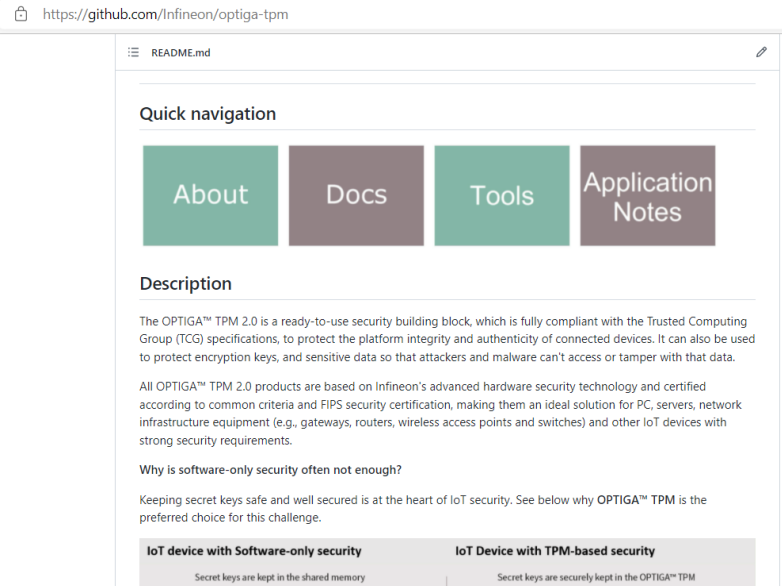 https://github.com/Infineon/optiga-tpm
README.md
Quick navigation
About
Docs
Tools
Application
Notes
Description
The OPTIGA™ TPM 2.0 is a ready-to-use security building block, which is fully compliant with the Trusted Computing
Group (TCG) specifications, to protect the platform integrity and authenticity of connected devices. It can also be used
to protect encryption keys, and sensitive data so that attackers and malware can't access or tamper with that data.
All OPTIGA™ TPM 2.0 products are based on Infineon's advanced hardware security technology and certified
according to common criteria and FIPS security certification, making them an ideal solution for PC, servers, network
infrastructure equipment (e.g., gateways, routers, wireless access points and switches) and other IoT devices with
strong security requirements.
Why is software-only security often not enough?
Keeping secret keys safe and well secured is at the heart of IoT security. See below why OPTIGA™ TPM is the
preferred choice for this challenge.
IoT device with Software-only security
IoT Device with TPM-based security
Secret keys are kept in the shared memory
Secret keys are securely kept in the OPTIGA™ TPM